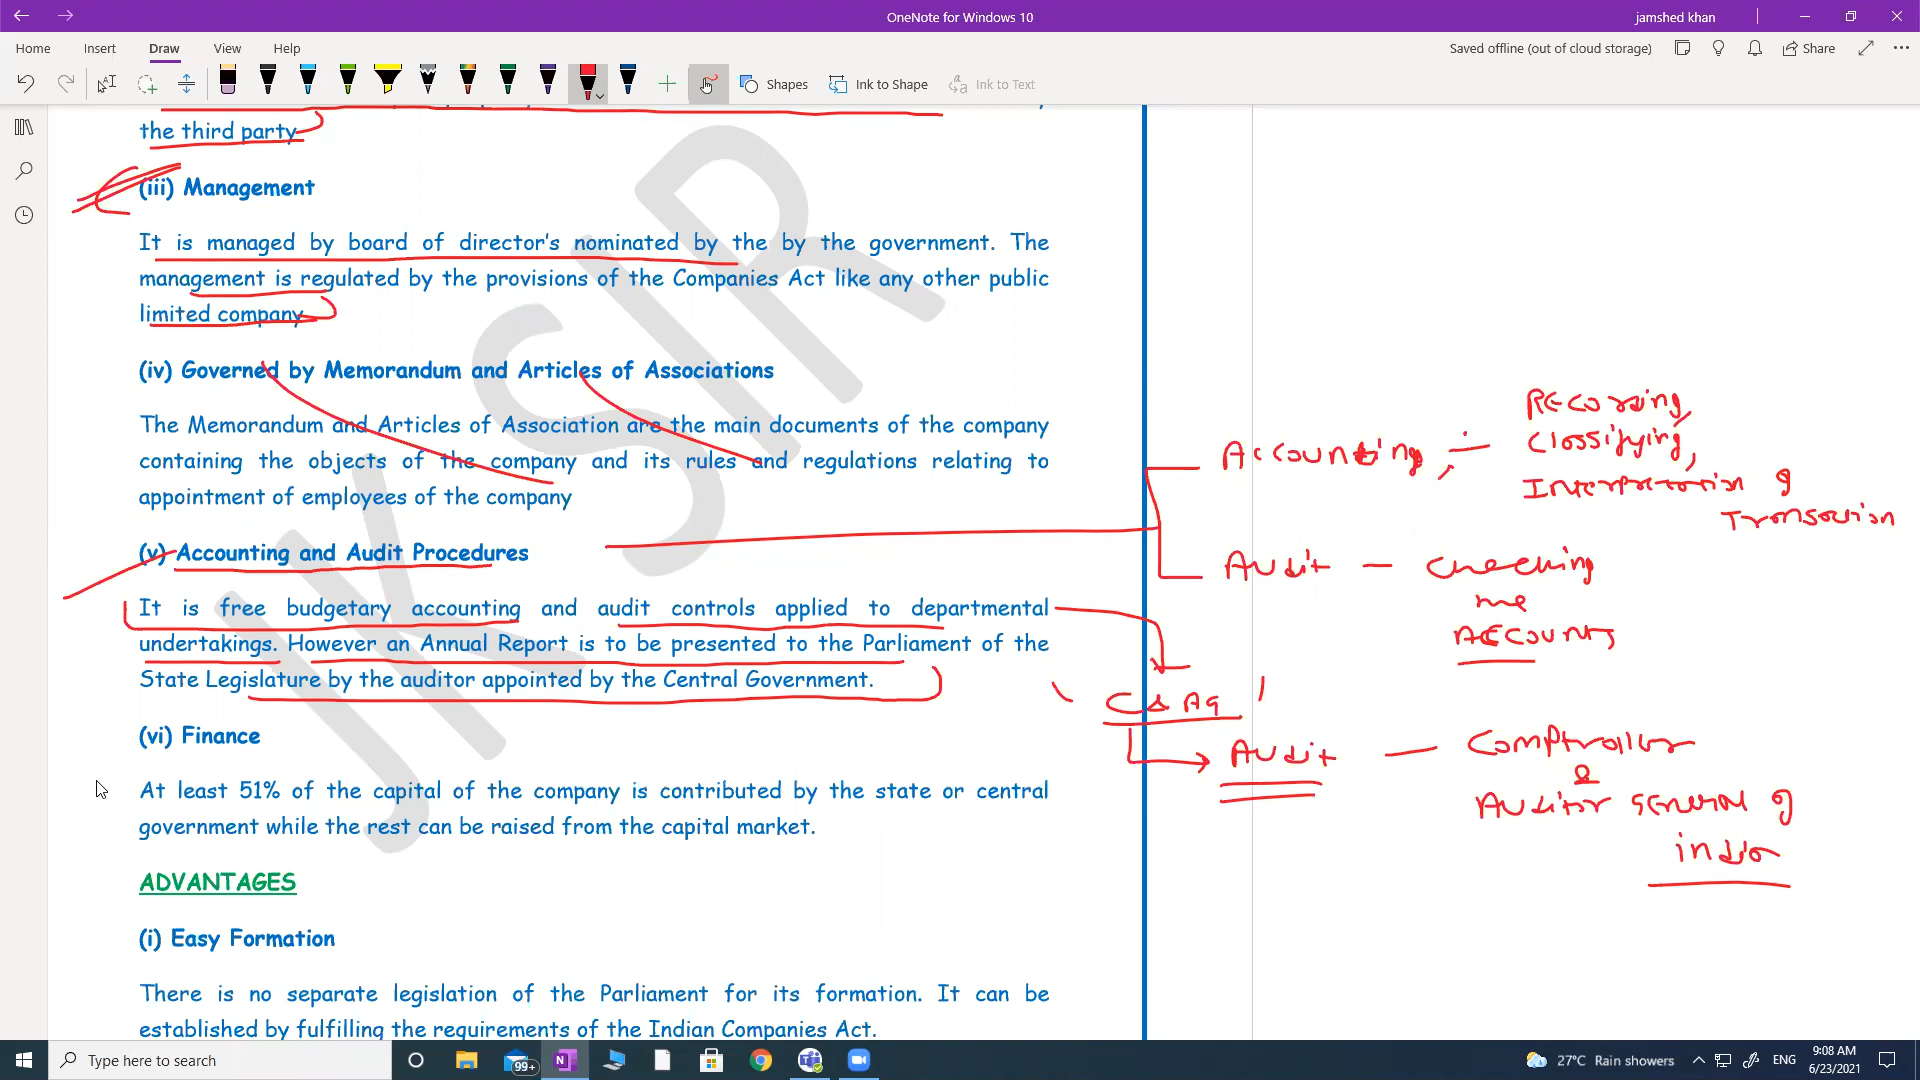 OneNote for Windows 10
jamshed khan
Home Insert Draw View Help
Saved offline (out of cloud storage)
Share
Shapes
Ink to Shape
Ink to Text
the third party
(iii) Management
It is managed by board of director's nominated by the by the government. The
management is regulated by the provisions of the Companies Act like any other public
limited company
(iv) Governed by Memorandum and Articles of Associations
The Memorandum and Articles of Association are the main documents of the company
containing the objects of the company and its rules and regulations relating to
appointment of employees of the company
(v) Accounting and Audit Procedures
It is free budgetary accounting and audit controls applied to departmental
undertakings. However an Annual Report is to be presented to the Parliament of the
State Legislature by the auditor appointed by the Central Government.
(vi) Finance
At least 51% of the capital of the company is contributed by the state or central
government while the rest can be raised from the capital market.
ADVANTAGES
(i) Easy Formation
There is no separate legislation of the Parliament for its formation. It can be
established by fulfilling the requirements of the Indian Companies Act.
JK SIR
Accounting :-
Recording,
Classifying,
Interpretation of
Transaction
Audit — Checking
the
Accounts
C & AG
Audit — Comptroller
&
Auditor General of
India
Type here to search
99+
27°C Rain showers
ENG
9:08 AM
6/23/2021